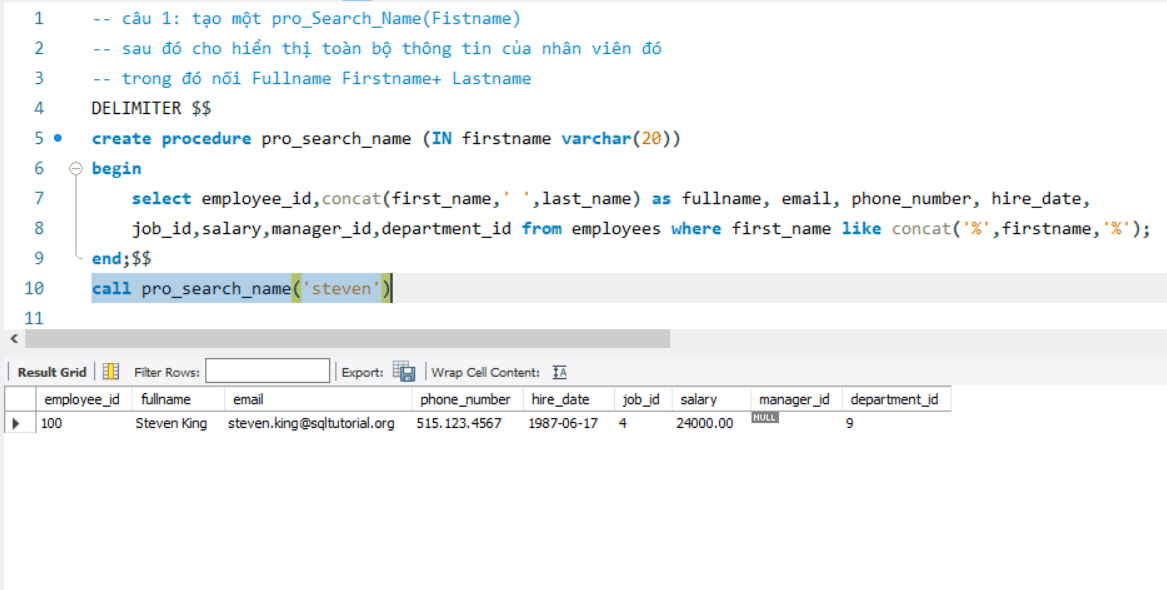 1 -- câu 1: tạo một pro_Search_Name(Fistname)
2 -- sau đó cho hiển thị toàn bộ thông tin của nhân viên đó
3 -- trong đó nối Fullname Firstname+ Lastname
4 DELIMITER $$
5 create procedure pro_search_name (IN firstname varchar(20))
6 begin
7 select employee_id,concat(first_name,' ',last_name) as fullname, email, phone_number, hire_date,
8 job_id,salary,manager_id,department_id from employees where first_name like concat('%',firstname,'%');
9 end;$$
10 call pro_search_name('steven')
11
Result Grid Filter Rows: Export: Wrap Cell Content: IA
employee_id fullname email phone_number hire_date job_id salary manager_id department_id
100 Steven King steven.king@sqltutorial.org 515.123.4567 1987-06-17 4 24000.00 NULL 9